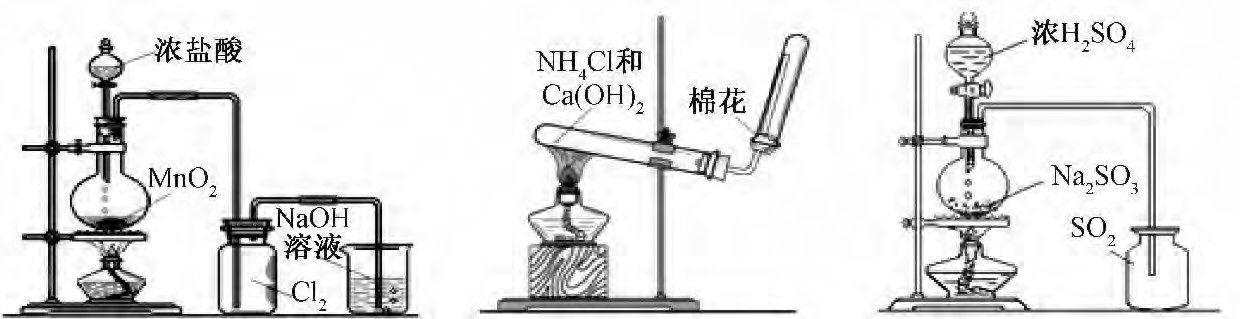 浓盐酸
MnO₂
NaOH
溶液
Cl₂
NH₄Cl和
Ca(OH)₂
棉花
浓H₂SO₄
Na₂SO₃
SO₂